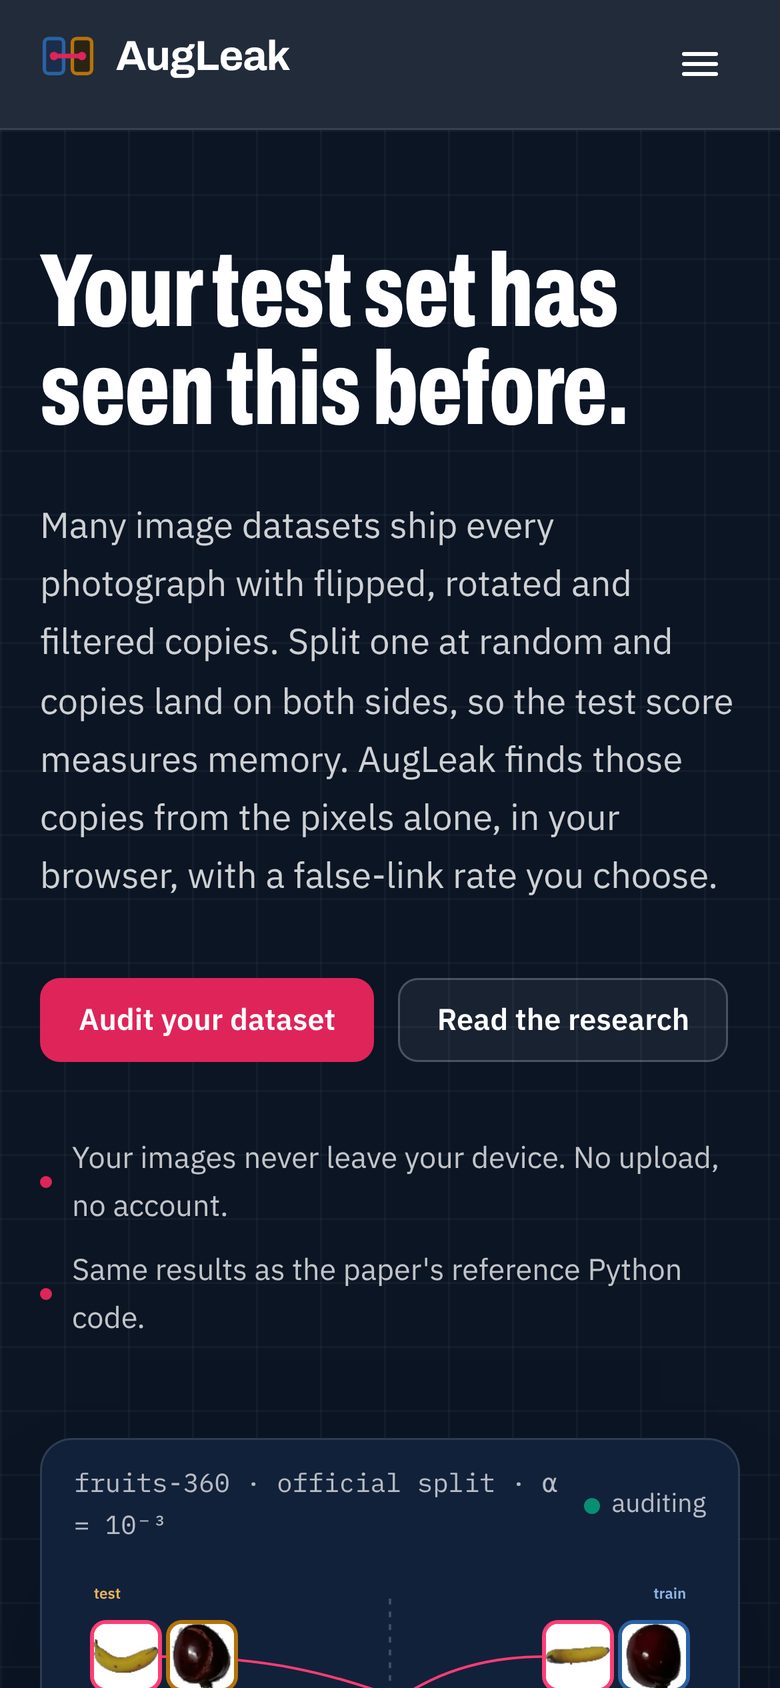 AugLeak
Your test set has
seen this before.
Many image datasets ship every
photograph with flipped, rotated and
filtered copies. Split one at random and
copies land on both sides, so the test score
measures memory. AugLeak finds those
copies from the pixels alone, in your
browser, with a false-link rate you choose.
Audit your dataset
Read the research
Your images never leave your device. No upload,
no account.
Same results as the paper's reference Python
code.
fruits-360 · official split · α
= 10⁻³
auditing
test
train